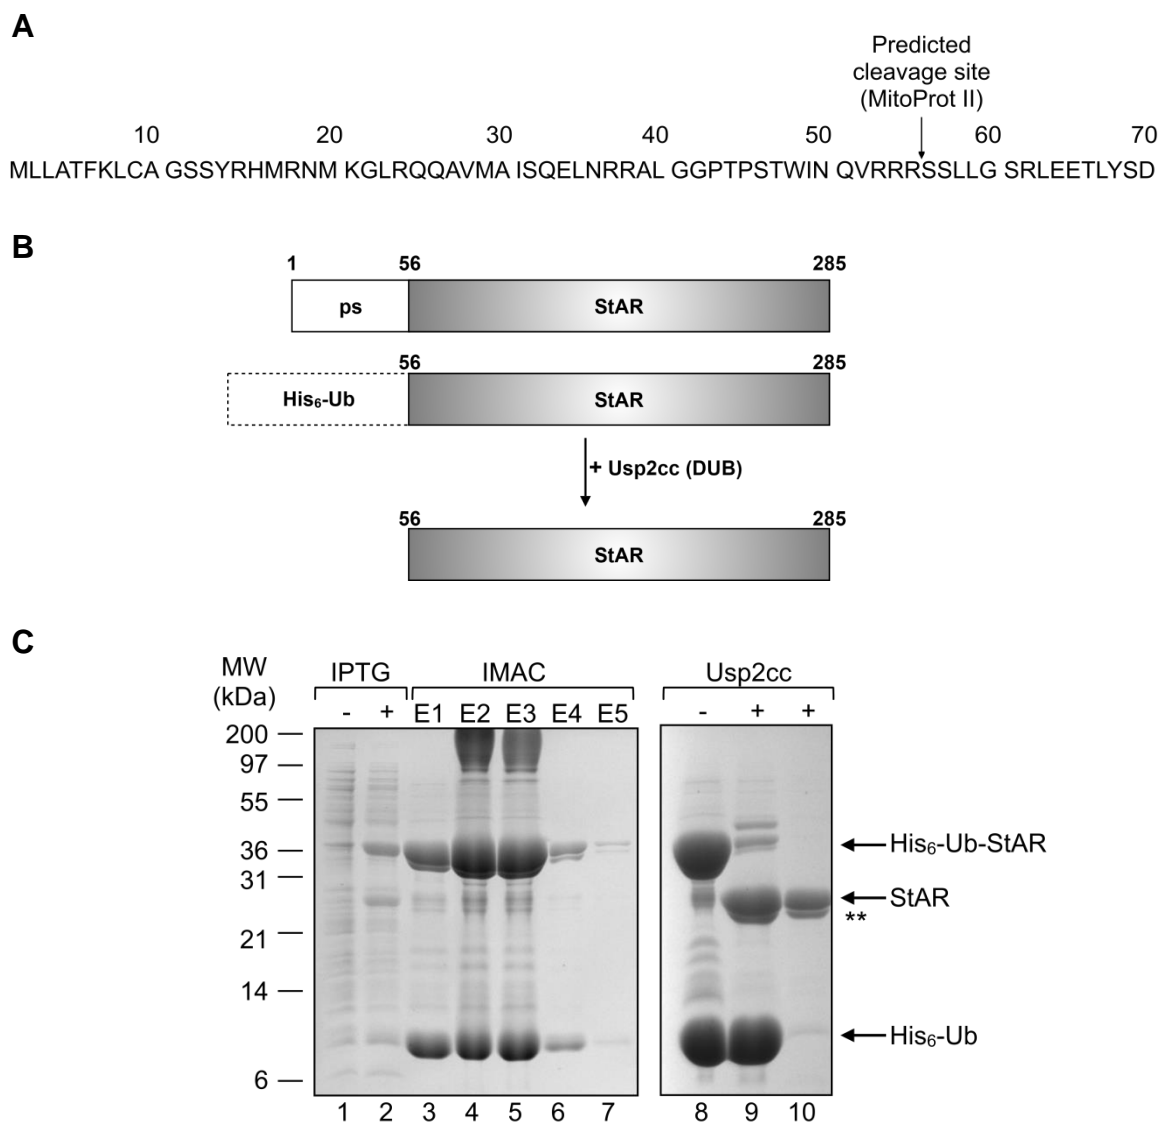 A
Predicted
cleavage site
(MitoProt II)
10 20 30 40 50 60 70
MLLATFKLCA GSSYRHMRNM KGLRQQAVMA ISQELNRRAL GGPTPSTWIN QVRRRSSLLG SRLEETLYSD
B
1 56 285
ps StAR
56 285
His₆-Ub StAR
+ Usp2cc (DUB)
56 285
StAR
C
MW
(kDa)
IPTG IMAC Usp2cc
- + E1 E2 E3 E4 E5 - + +
200
97
55
36 His₆-Ub-StAR
31
StAR
**
21
14
His₆-Ub
6
1 2 3 4 5 6 7 8 9 10